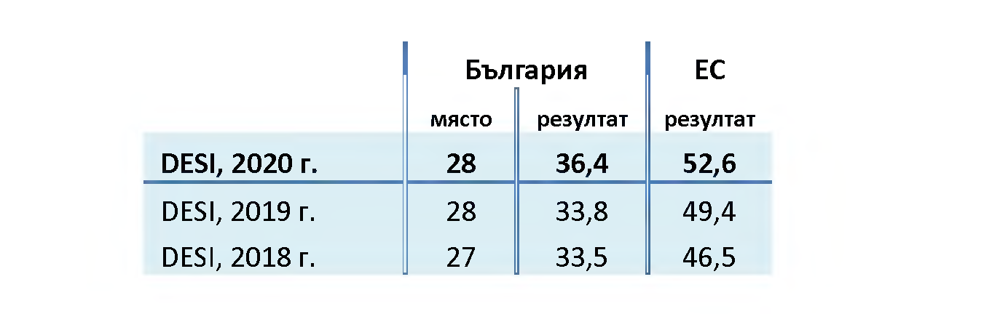 България ЕС
място резултат резултат
DESI, 2020 г. 28 36,4 52,6
DESI, 2019 г. 28 33,8 49,4
DESI, 2018 г. 27 33,5 46,5